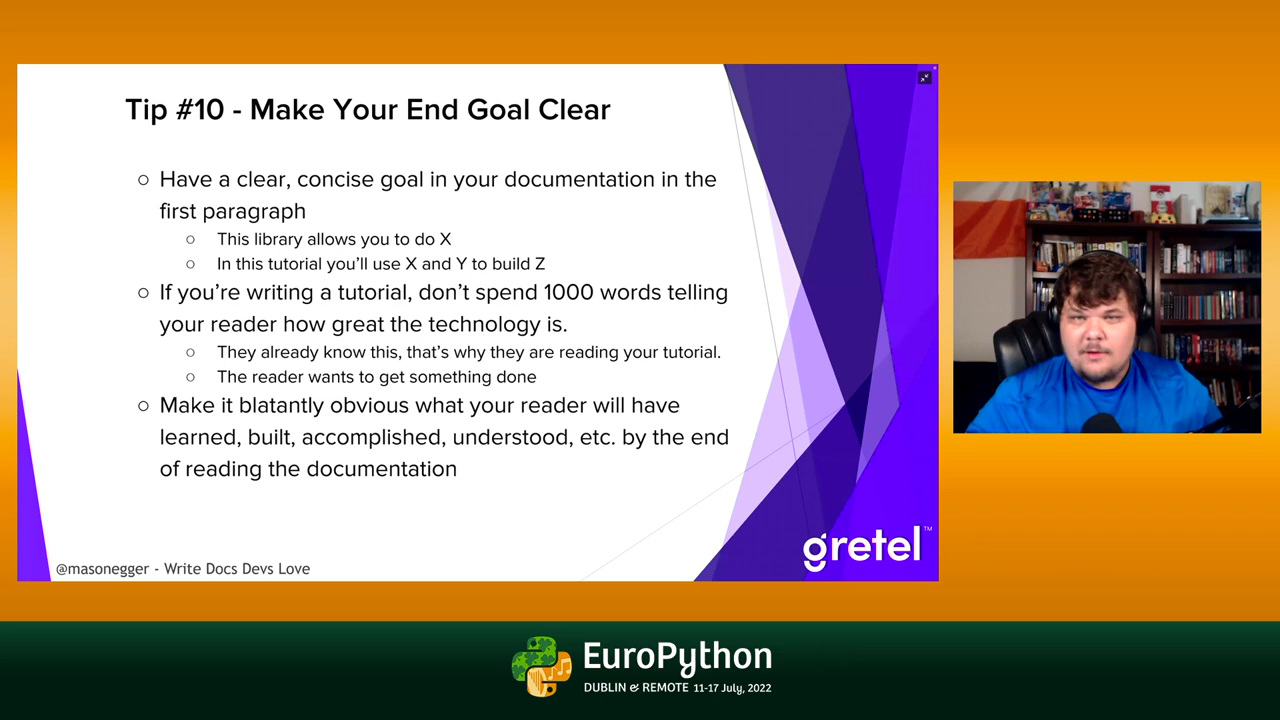 Tip #10 - Make Your End Goal Clear
○ Have a clear, concise goal in your documentation in the
first paragraph
○ This library allows you to do X
○ In this tutorial you’ll use X and Y to build Z
○ If you’re writing a tutorial, don’t spend 1000 words telling
your reader how great the technology is.
○ They already know this, that’s why they are reading your tutorial.
○ The reader wants to get something done
○ Make it blatantly obvious what your reader will have
learned, built, accomplished, understood, etc. by the end
of reading the documentation
gretel™
@masonegger - Write Docs Devs Love
EuroPython
DUBLIN & REMOTE 11-17 July, 2022